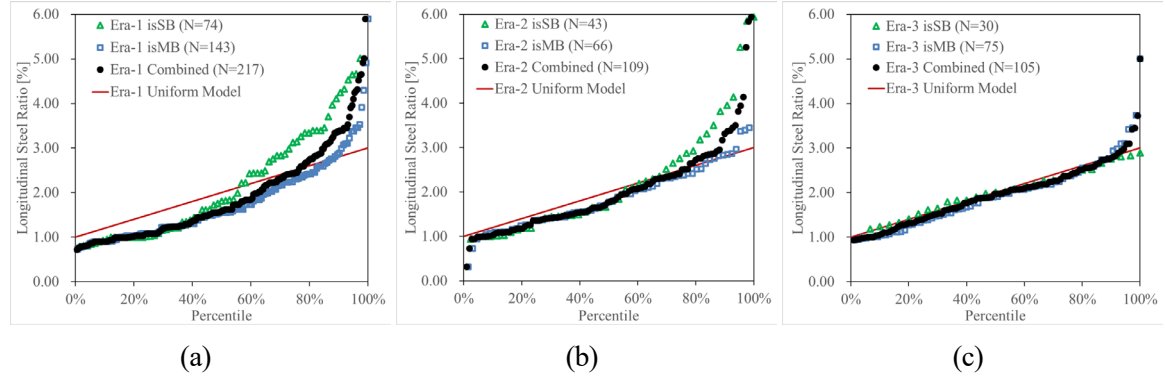 6.00
5.00
4.00
3.00
2.00
1.00
0.00
Longitudinal Steel Ratio [%]
Era-1 isSB (N=74)
Era-1 isMB (N=143)
Era-1 Combined (N=217)
Era-1 Uniform Model
0% 20% 40% 60% 80% 100%
Percentile
(a)
6.00
5.00
4.00
3.00
2.00
1.00
0.00
Longitudinal Steel Ratio [%]
Era-2 isSB (N=43)
Era-2 isMB (N=66)
Era-2 Combined (N=109)
Era-2 Uniform Model
0% 20% 40% 60% 80% 100%
Percentile
(b)
6.00
5.00
4.00
3.00
2.00
1.00
0.00
Longitudinal Steel Ratio [%]
Era-3 isSB (N=30)
Era-3 isMB (N=75)
Era-3 Combined (N=105)
Era-3 Uniform Model
0% 20% 40% 60% 80% 100%
Percentile
(c)